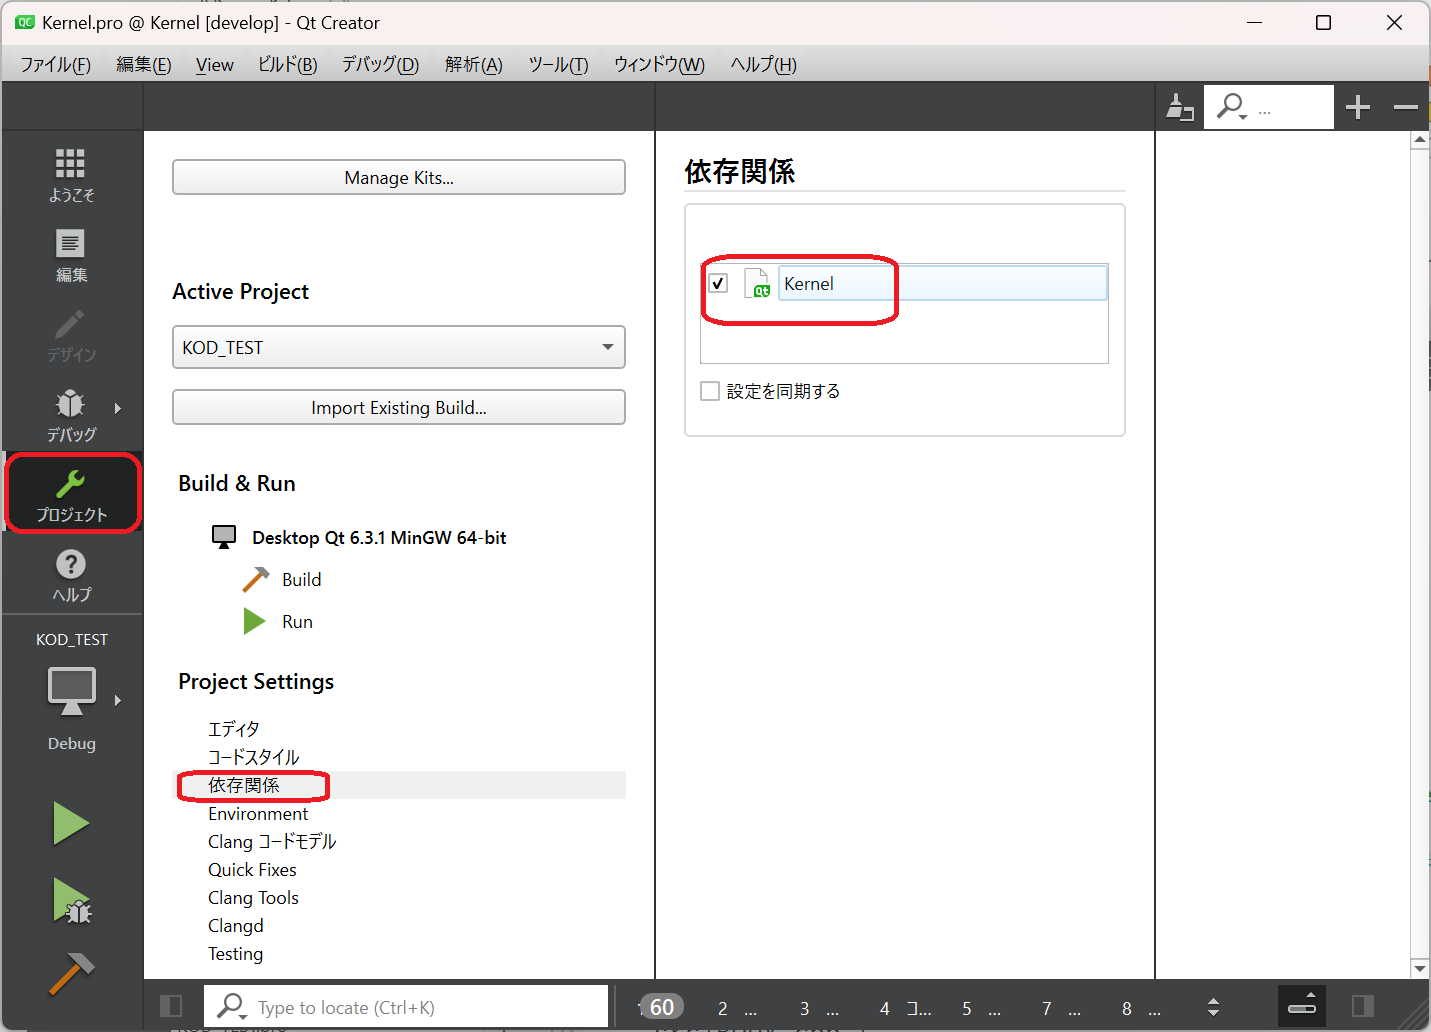 Kernel.pro @ Kernel [develop] - Qt Creator
ファイル(F) 編集(E) View ビルド(B) デバッグ(D) 解析(A) ツール(T) ウィンドウ(W) ヘルプ(H)
...
ようこそ
編集
デザイン
デバッグ
プロジェクト
ヘルプ
KOD_TEST
Debug
Manage Kits...
Active Project
KOD_TEST
Import Existing Build...
Build & Run
Desktop Qt 6.3.1 MinGW 64-bit
Build
Run
Project Settings
エディタ
コードスタイル
依存関係
Environment
Clang コードモデル
Quick Fixes
Clang Tools
Clangd
Testing
依存関係
Kernel
設定を同期する
Type to locate (Ctrl+K)
60 2 ... 3 ... 4 コ... 5 ... 7 ... 8 ...